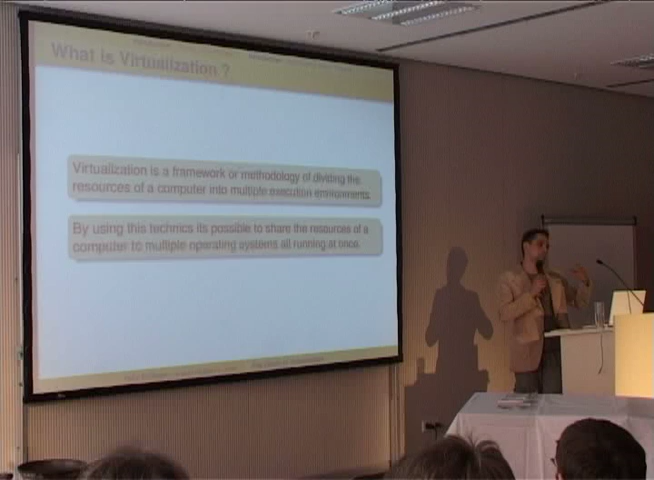 What is Virtualization ?
Virtualization is a framework or methodology of dividing the
resources of a computer into multiple execution environments.
By using this technics its possible to share the resources of a
computer to multiple operating systems all running at once.